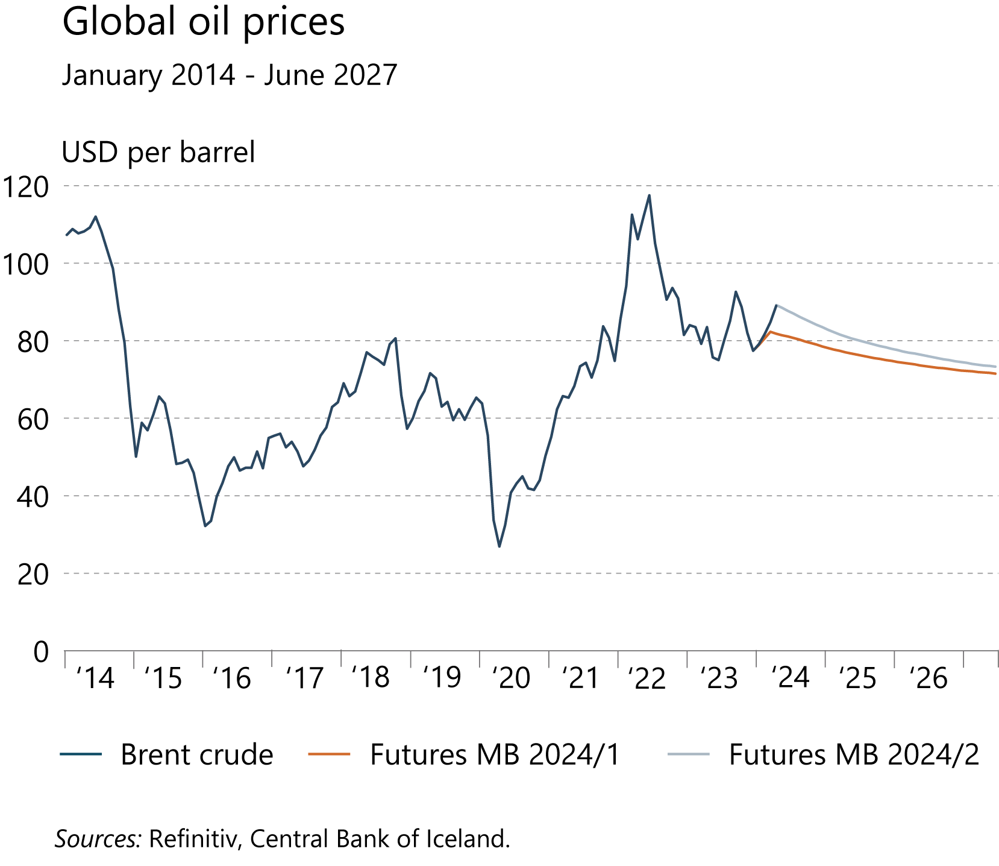 Global oil prices
January 2014 - June 2027
USD per barrel
120
100
80
60
40
20
0
‘14 ‘15 ‘16 ‘17 ‘18 ‘19 ‘20 ‘21 ‘22 ‘23 ‘24 ‘25 ‘26
Brent crude Futures MB 2024/1 Futures MB 2024/2
Sources: Refinitiv, Central Bank of Iceland.